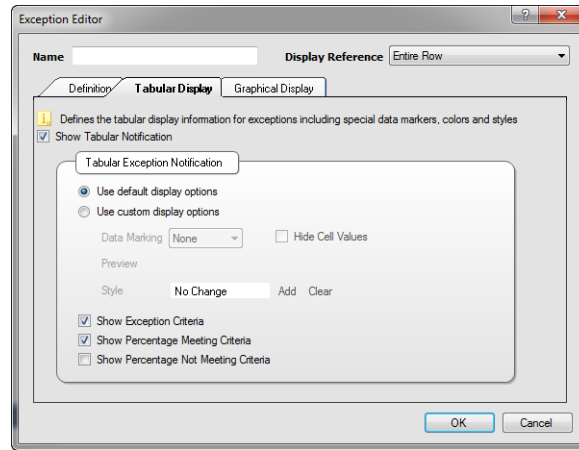 Exception Editor
Name Display Reference Entire Row
Definition Tabular Display Graphical Display
Defines the tabular display information for exceptions including special data markers, colors and styles
Show Tabular Notification
Tabular Exception Notification
Use default display options
Use custom display options
Data Marking None Hide Cell Values
Preview
Style No Change Add Clear
Show Exception Criteria
Show Percentage Meeting Criteria
Show Percentage Not Meeting Criteria
OK Cancel